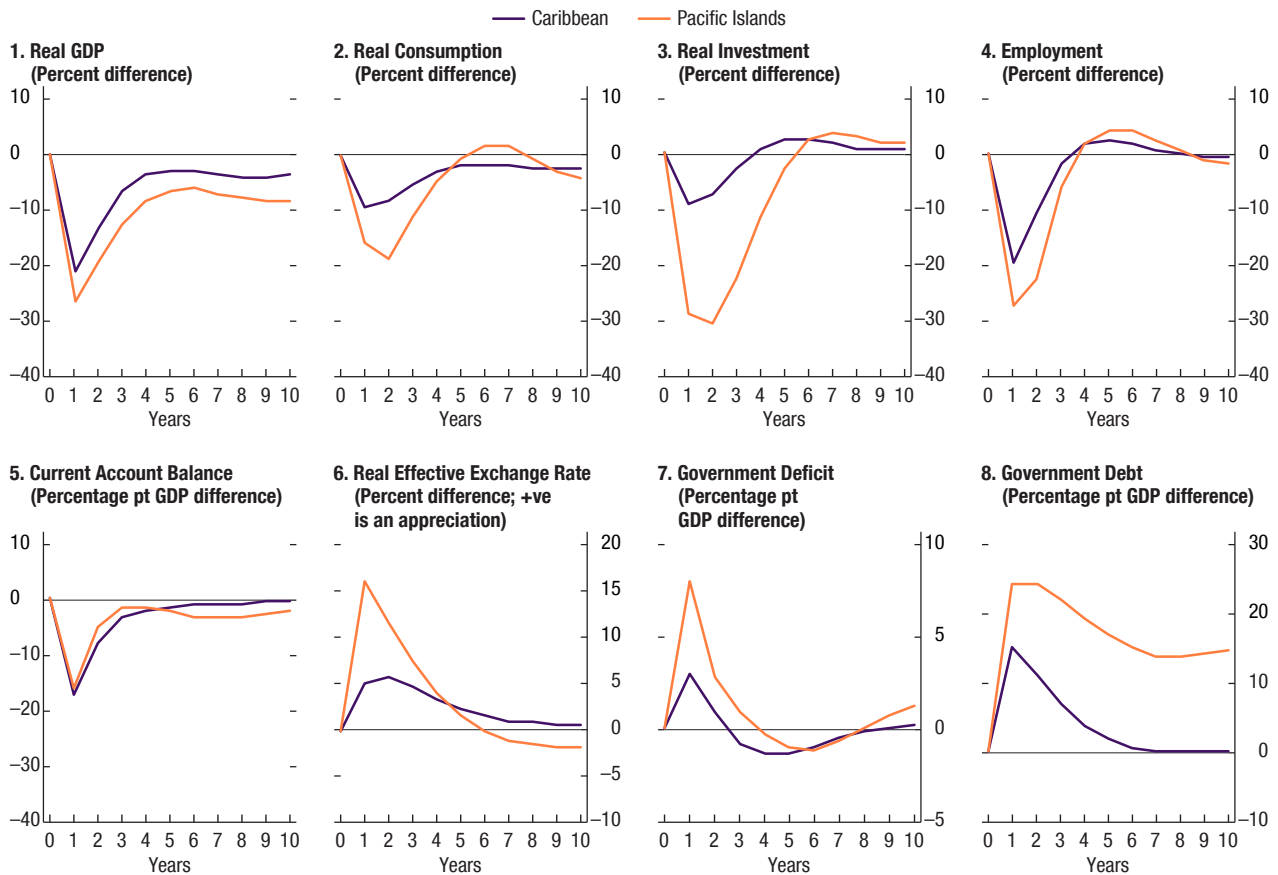 Caribbean Pacific Islands
1. Real GDP
(Percent difference)
2. Real Consumption
(Percent difference)
3. Real Investment
(Percent difference)
4. Employment
(Percent difference)
10
0
–10
–20
–30
–40
10
0
–10
–20
–30
–40
10
0
–10
–20
–30
–40
10
0
–10
–20
–30
–40
0 1 2 3 4 5 6 7 8 9 10
Years
0 1 2 3 4 5 6 7 8 9 10
Years
0 1 2 3 4 5 6 7 8 9 10
Years
0 1 2 3 4 5 6 7 8 9 10
Years
5. Current Account Balance
(Percentage pt GDP difference)
6. Real Effective Exchange Rate
(Percent difference; +ve
is an appreciation)
7. Government Deficit
(Percentage pt
GDP difference)
8. Government Debt
(Percentage pt GDP difference)
10
0
–10
–20
–30
–40
20
15
10
5
0
–5
–10
10
5
0
–5
30
20
10
0
–10
0 1 2 3 4 5 6 7 8 9 10
Years
0 1 2 3 4 5 6 7 8 9 10
Years
0 1 2 3 4 5 6 7 8 9 10
Years
0 1 2 3 4 5 6 7 8 9 10
Years